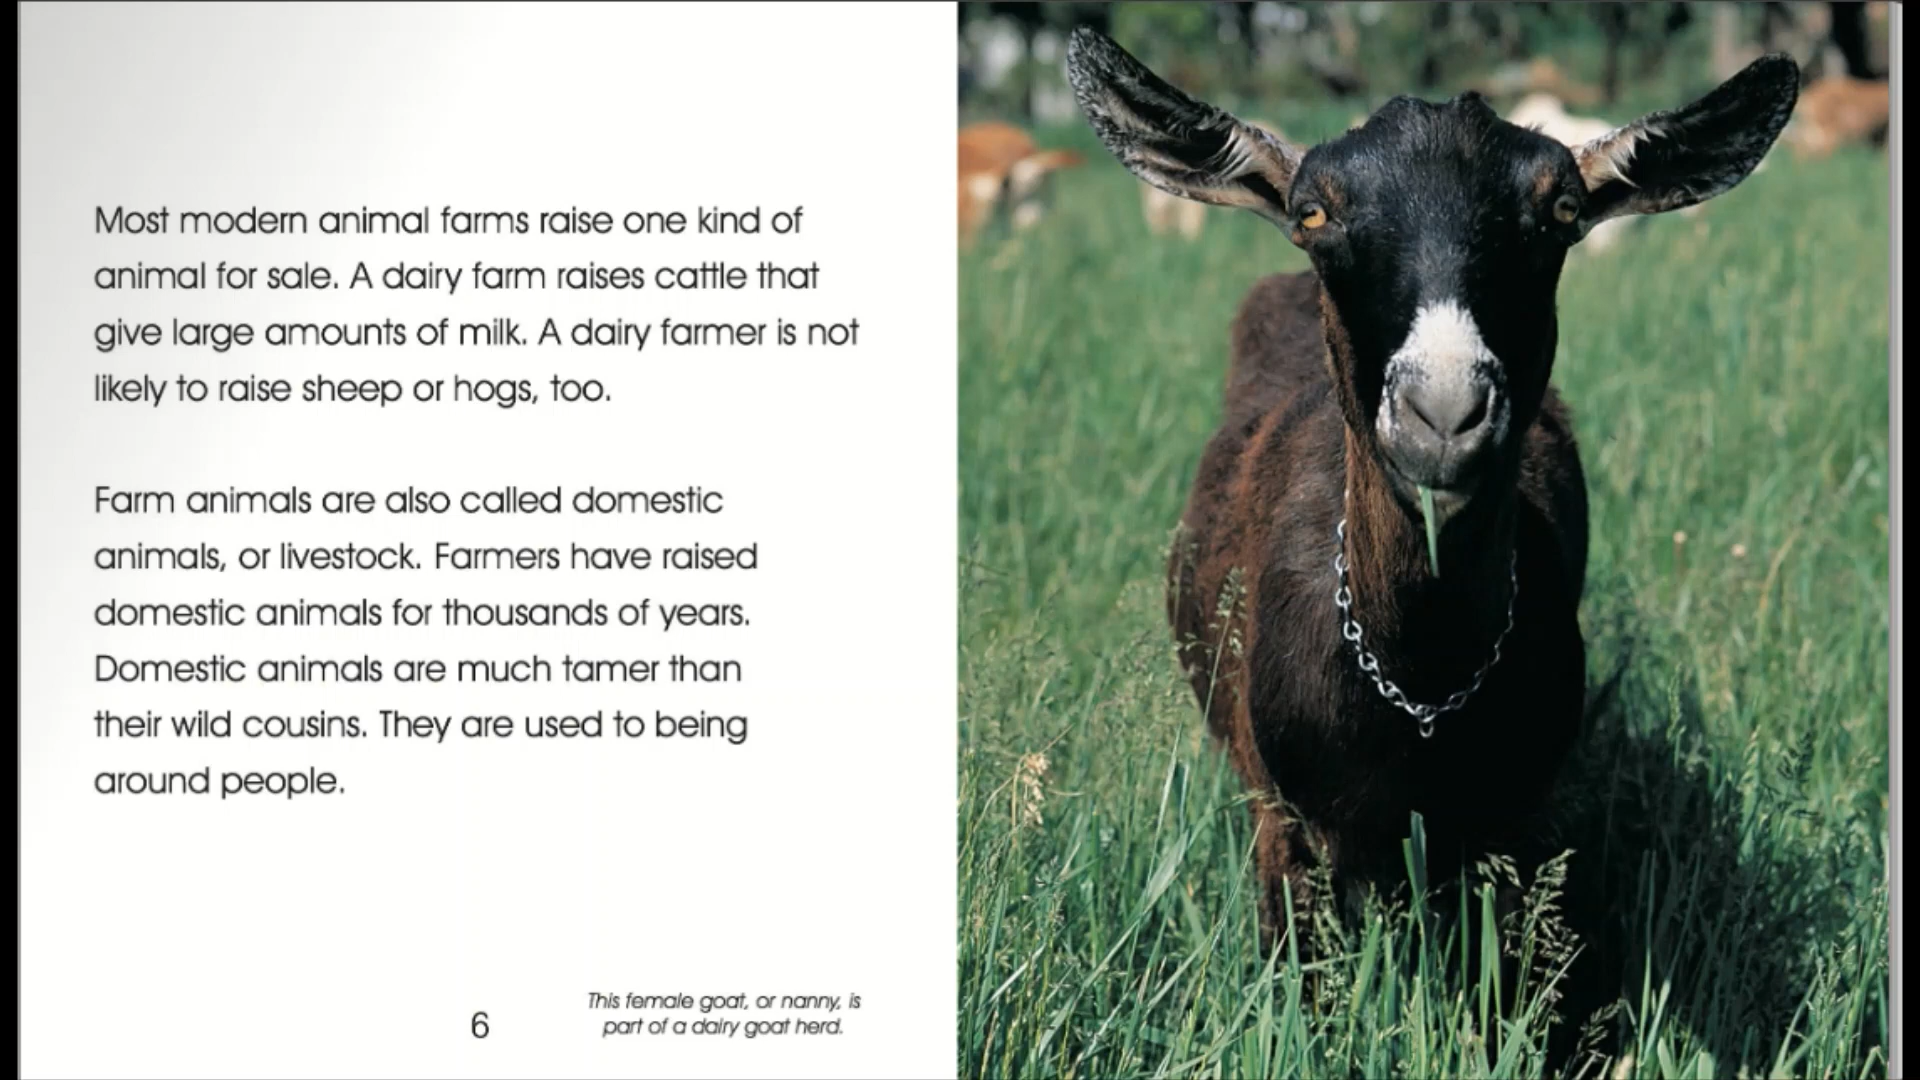 Most modern animal farms raise one kind of
animal for sale. A dairy farm raises cattle that
give large amounts of milk. A dairy farmer is not
likely to raise sheep or hogs, too.
Farm animals are also called domestic
animals, or livestock. Farmers have raised
domestic animals for thousands of years.
Domestic animals are much tamer than
their wild cousins. They are used to being
around people.
This female goat, or nanny, is
part of a dairy goat herd.
6